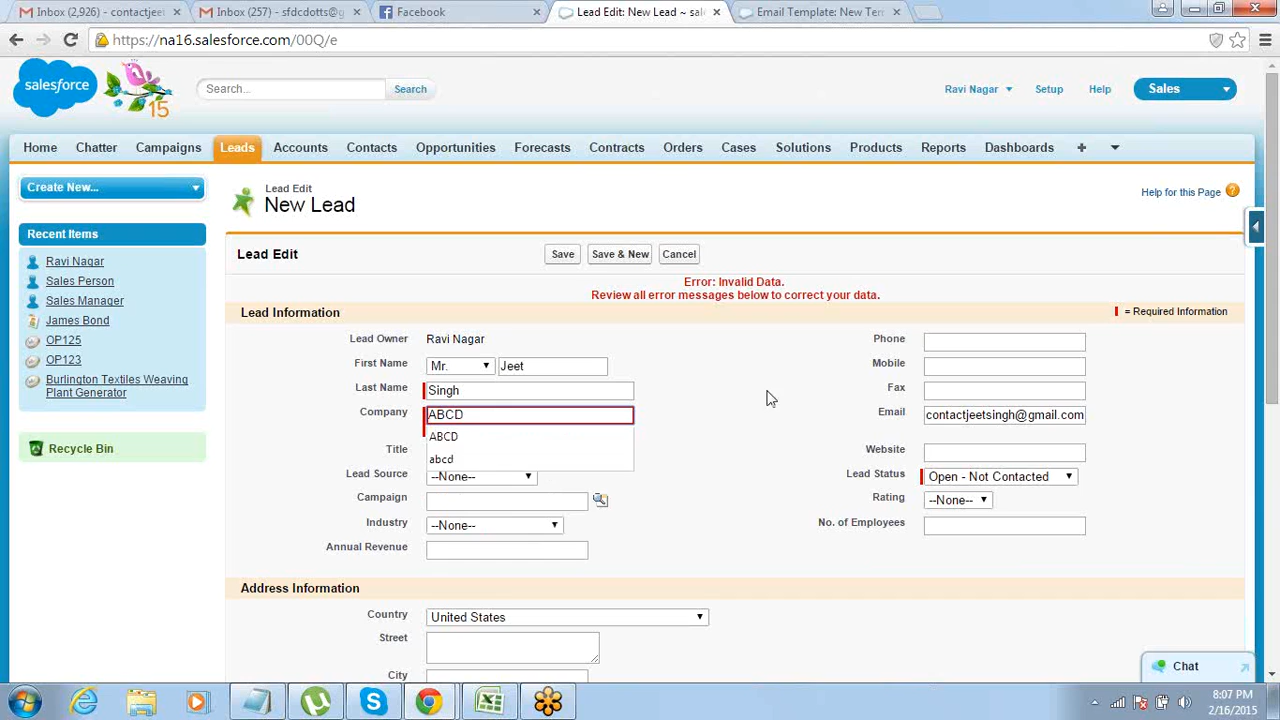 Inbox (2,926) - contactjeet
Inbox (257) - sfdcdotts@g
Facebook
Lead Edit: New Lead ~ sal
Email Template: New Tem
https://na16.salesforce.com/00Q/e
salesforce
15
Search...
Search
Ravi Nagar
Setup
Help
Sales
Home
Chatter
Campaigns
Leads
Accounts
Contacts
Opportunities
Forecasts
Contracts
Orders
Cases
Solutions
Products
Reports
Dashboards
Create New...
Recent Items
Ravi Nagar
Sales Person
Sales Manager
James Bond
OP125
OP123
Burlington Textiles Weaving
Plant Generator
Recycle Bin
Lead Edit
New Lead
Help for this Page
Lead Edit
Save
Save & New
Cancel
Error: Invalid Data.
Review all error messages below to correct your data.
Lead Information
= Required Information
Lead Owner
Ravi Nagar
Phone
First Name
Mr.
Jeet
Mobile
Last Name
Singh
Fax
Company
ABCD
Email
contactjeetsingh@gmail.com
ABCD
Title
abcd
Website
Lead Source
--None--
Lead Status
Open - Not Contacted
Campaign
Rating
--None--
Industry
--None--
No. of Employees
Annual Revenue
Address Information
Country
United States
Street
City
Chat
8:07 PM
2/16/2015